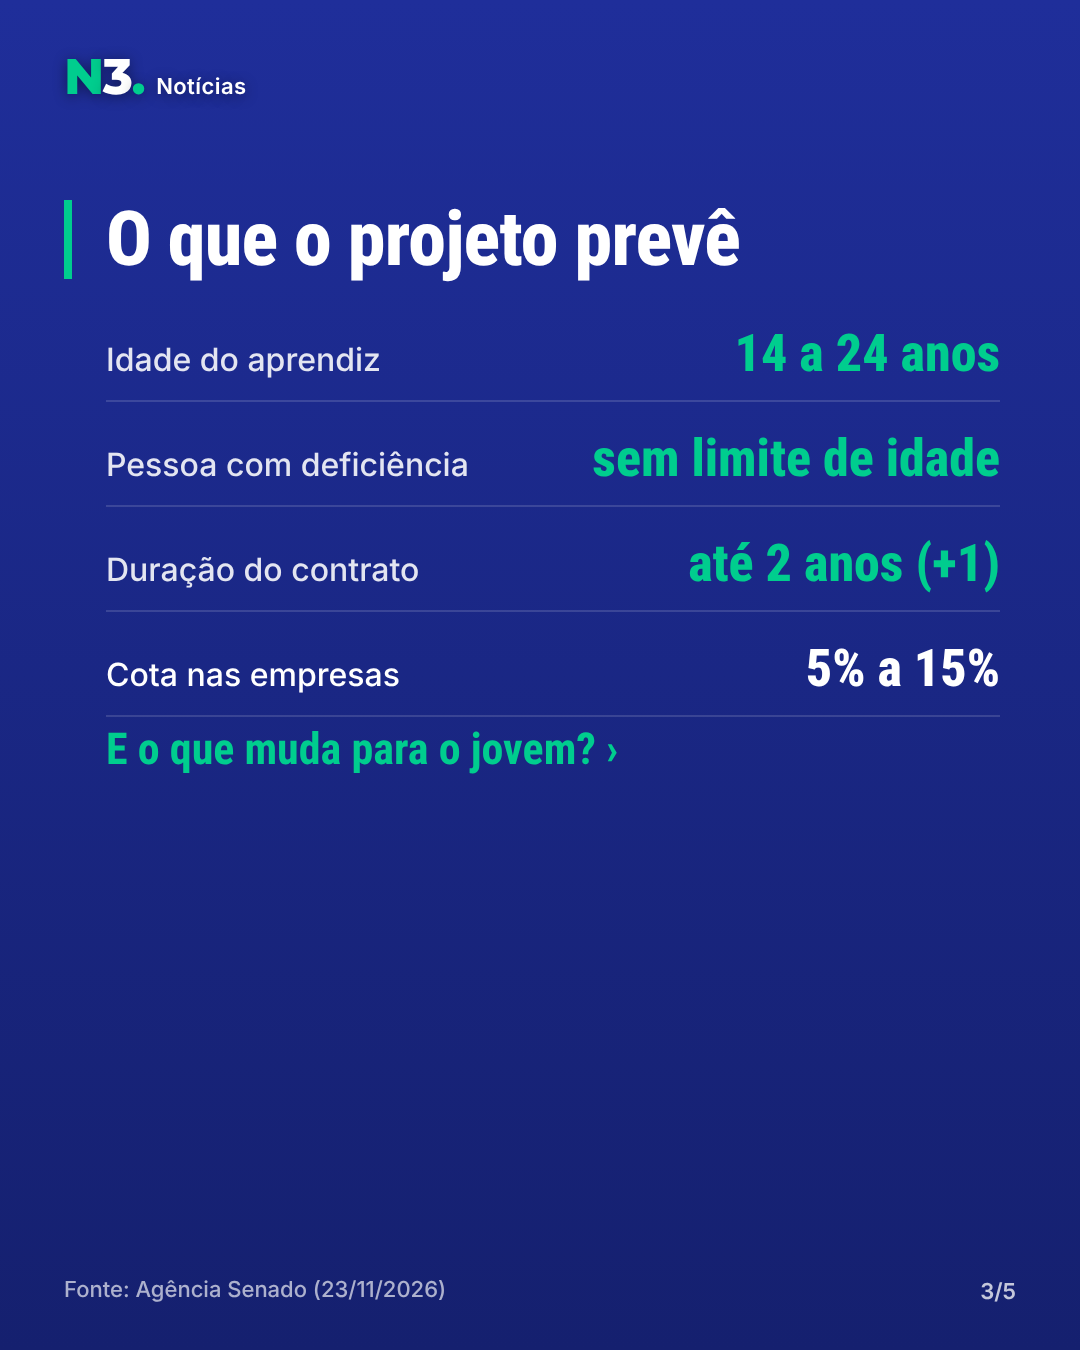 N3. Notícias
O que o projeto prevê
Idade do aprendiz 14 a 24 anos
Pessoa com deficiência sem limite de idade
Duração do contrato até 2 anos (+1)
Cota nas empresas 5% a 15%
E o que muda para o jovem? ›
Fonte: Agência Senado (23/11/2026) 3/5